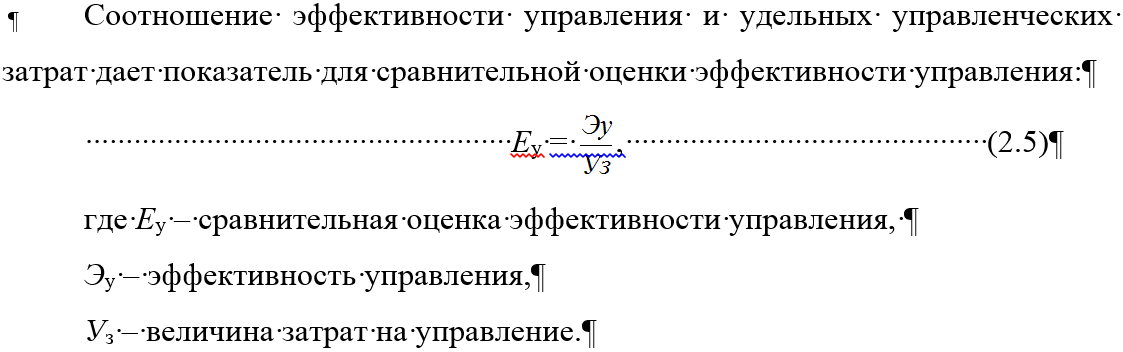 Соотношение эффективности управления и удельных управленческих
затрат дает показатель для сравнительной оценки эффективности управления:
Eу = Эу/Уз, (2.5)
где Eу – сравнительная оценка эффективности управления,
Эу – эффективность управления,
Уз – величина затрат на управление.